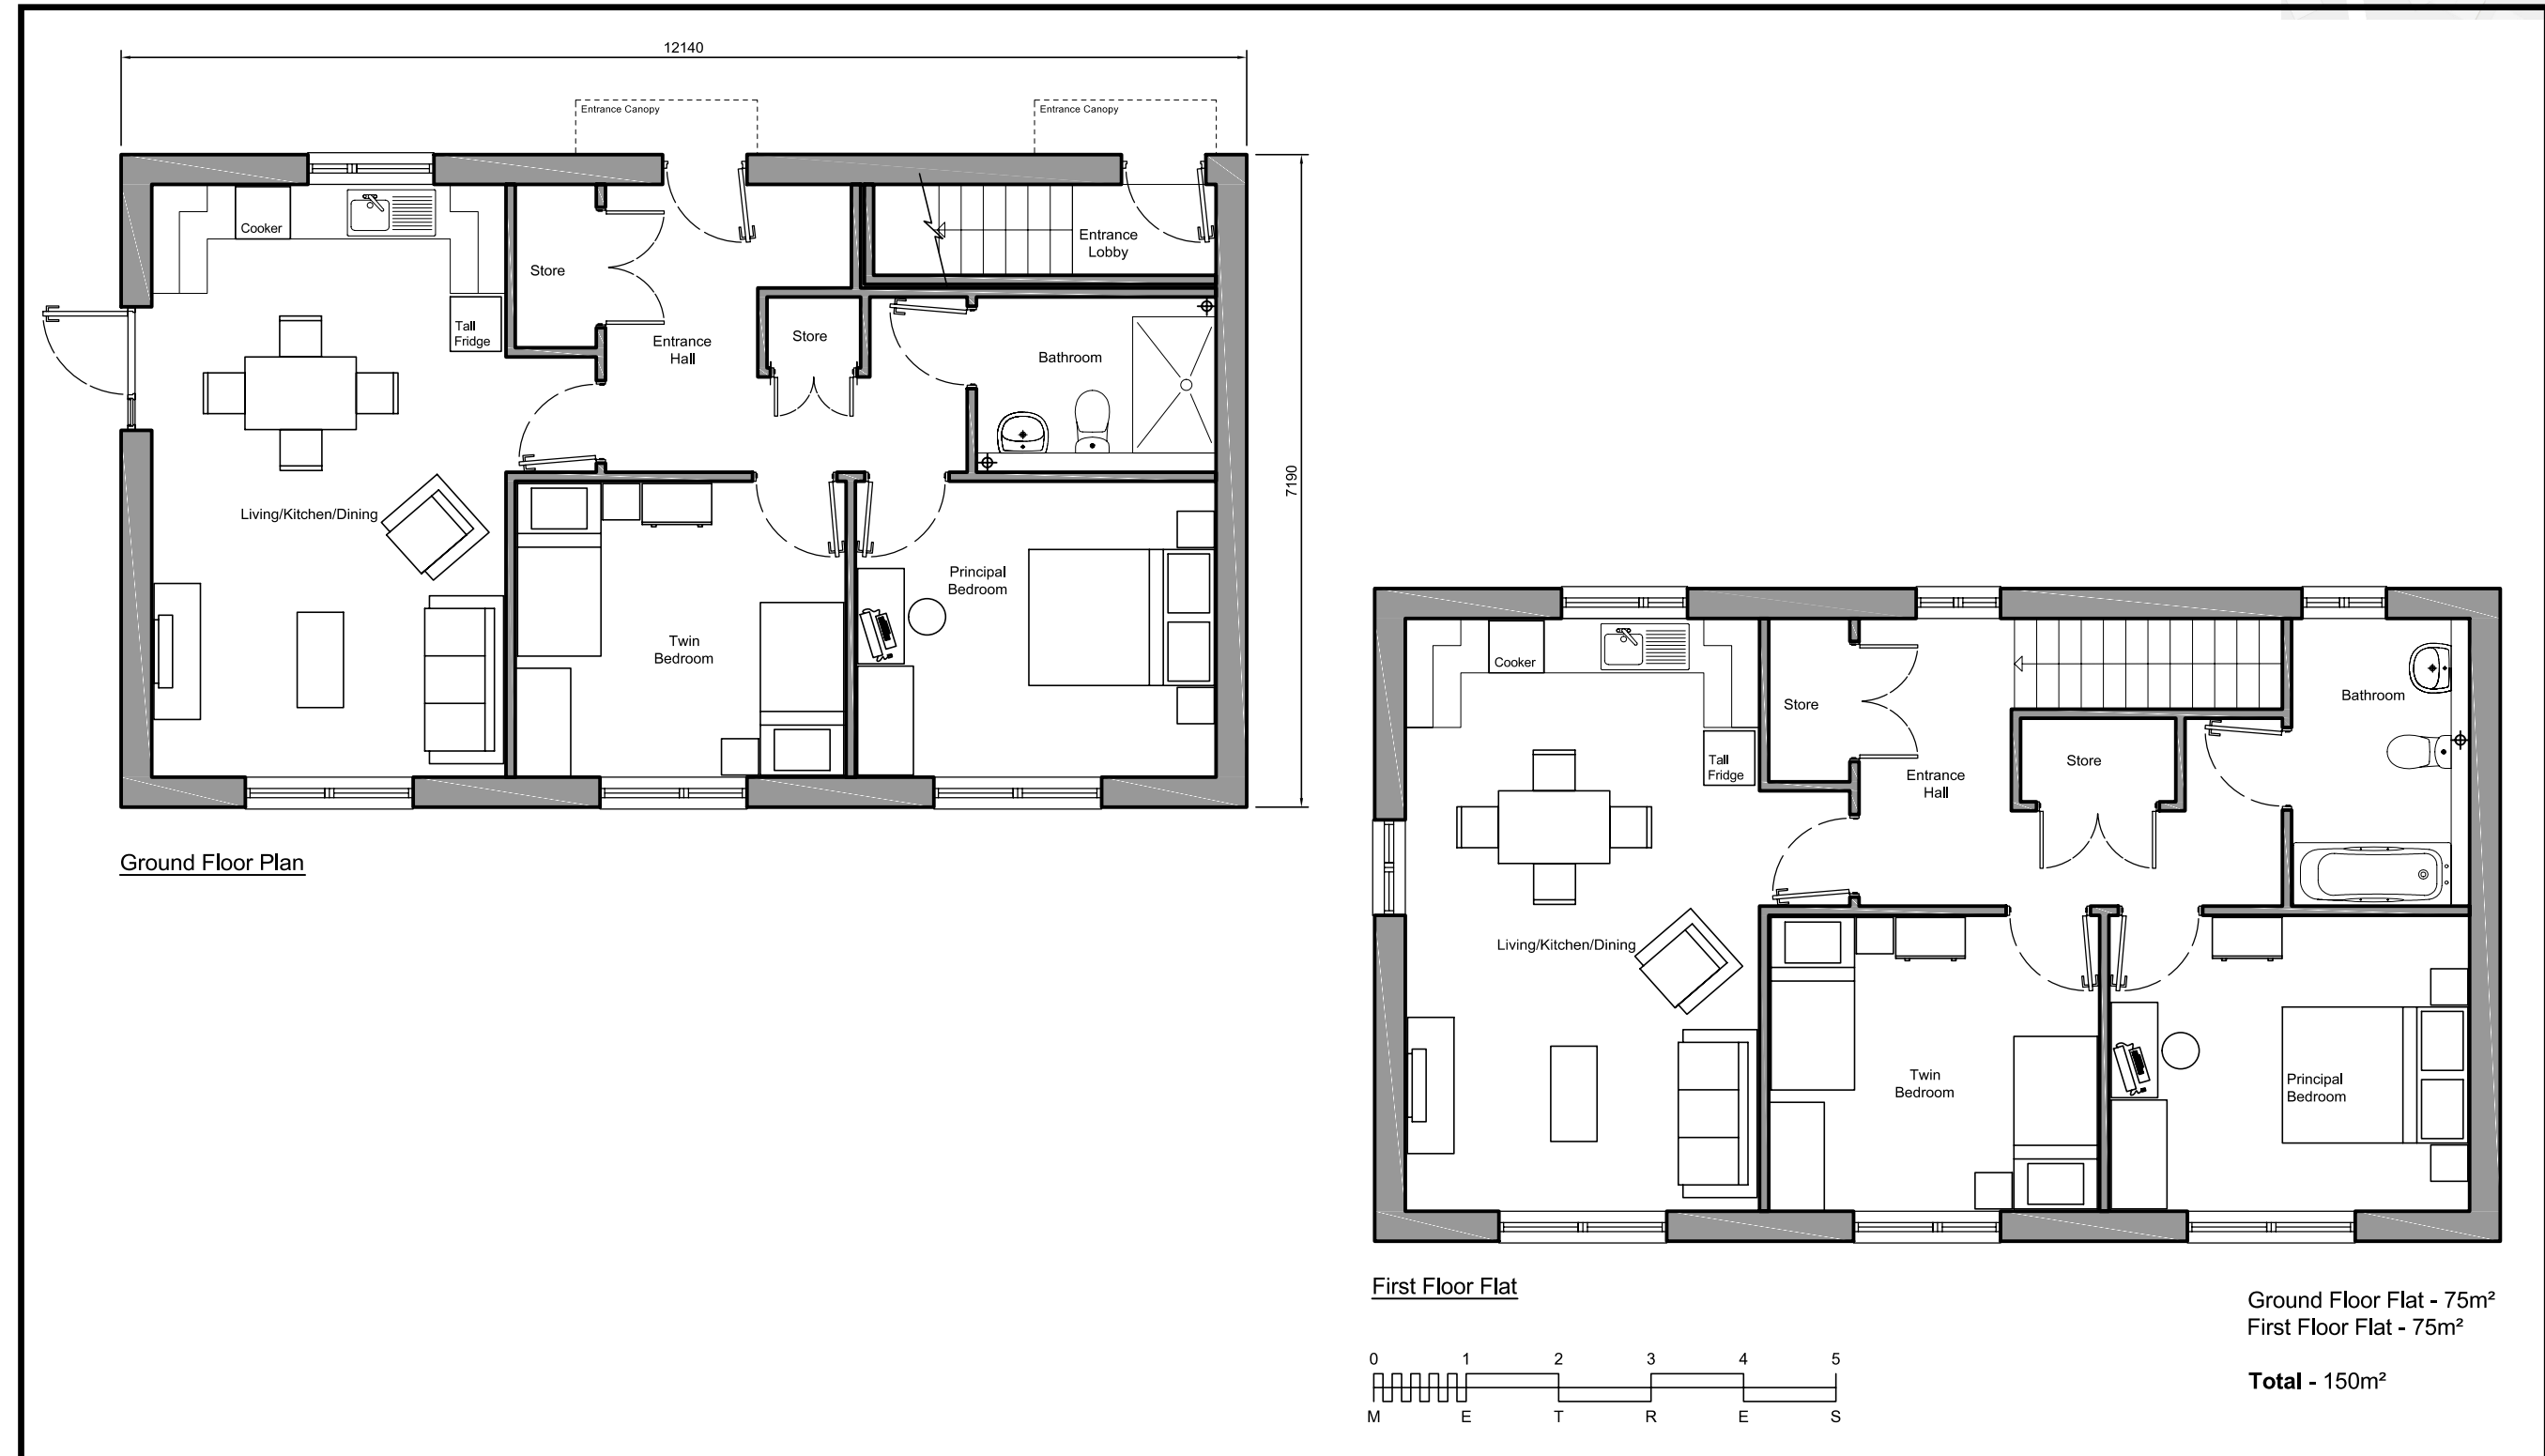 12140
Entrance Canopy
Entrance Canopy
Cooker
Store
Entrance
Lobby
Tall
Fridge
Entrance
Hall
Store
Bathroom
7190
Living/Kitchen/Dining
Principal
Bedroom
Twin
Bedroom
Ground Floor Plan
Cooker
Store
Bathroom
Tall
Fridge
Entrance
Hall
Store
Living/Kitchen/Dining
Twin
Bedroom
Principal
Bedroom
First Floor Flat
Ground Floor Flat - 75m²
First Floor Flat - 75m²
Total - 150m²
0 1 2 3 4 5
M E T R E S